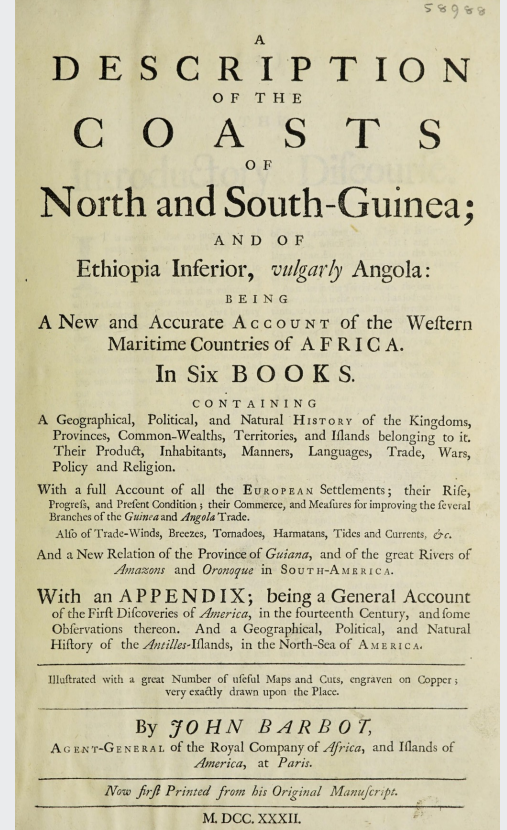 58988
A
DESCRIPTION
OF THE
COASTS
OF
North and South-Guinea;
AND OF
Ethiopia Inferior, vulgarly Angola:
BEING
A New and Accurate ACCOUNT of the Weſtern
Maritime Countries of AFRICA.
In Six BOOKS.
CONTAINING
A Geographical, Political, and Natural HISTORY of the Kingdoms,
Provinces, Common-Wealths, Territories, and Iſlands belonging to it.
Their Product, Inhabitants, Manners, Languages, Trade, Wars,
Policy and Religion.
With a full Account of all the EUROPEAN Settlements; their Riſe,
Progreſs, and Preſent Condition; their Commerce, and Meaſures for improving the ſeveral
Branches of the Guinea and Angola Trade.
Alſo of Trade-Winds, Breezes, Tornadoes, Harmatans, Tides and Currents, &c.
And a New Relation of the Province of Guiana, and of the great Rivers of
Amazons and Oronoque in SOUTH-AMERICA.
With an APPENDIX; being a General Account
of the Firſt Diſcoveries of America, in the fourteenth Century, and ſome
Obſervations thereon. And a Geographical, Political, and Natural
Hiſtory of the Antilles-Iſlands, in the North-Sea of AMERICA.
Illuſtrated with a great Number of uſeful Maps and Cuts, engraven on Copper;
very exactly drawn upon the Place.
By JOHN BARBOT,
AGENT-GENERAL of the Royal Company of Africa, and Iſlands of
America, at Paris.
Now firſt Printed from his Original Manuſcript.
M. DCC. XXXII.